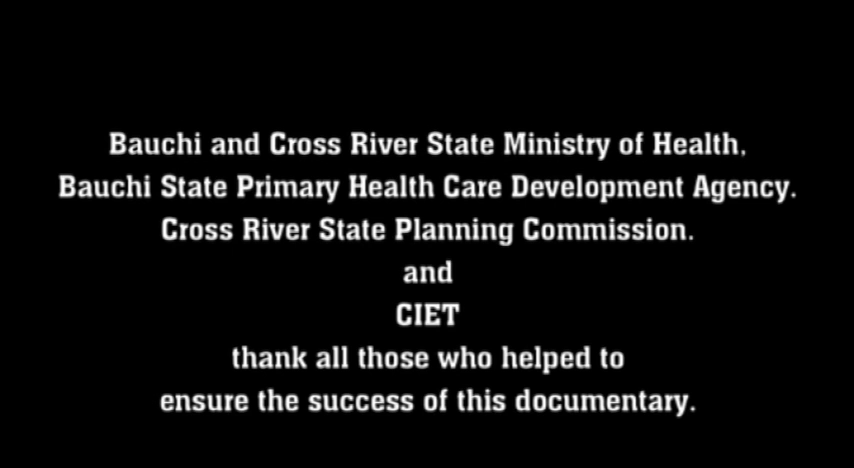 Bauchi and Cross River State Ministry of Health,
Bauchi State Primary Health Care Development Agency.
Cross River State Planning Commission.
and
CIET
thank all those who helped to
ensure the success of this documentary.